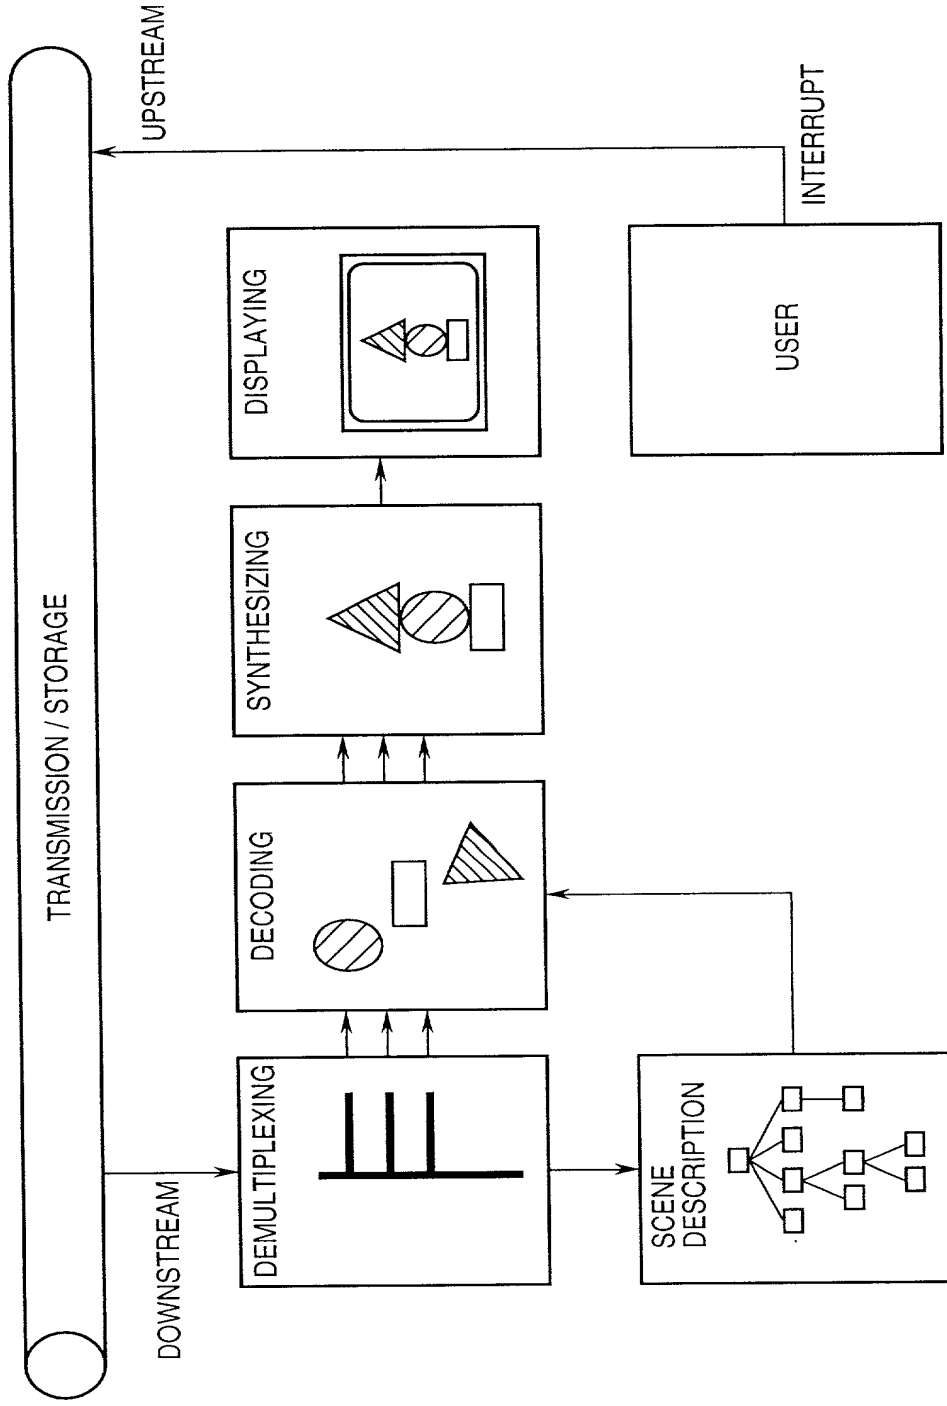 TRANSMISSION / STORAGE
DOWNSTREAM
UPSTREAM
DEMULTIPLEXING
DECODING
SYNTHESIZING
DISPLAYING
SCENE
DESCRIPTION
USER
INTERRUPT